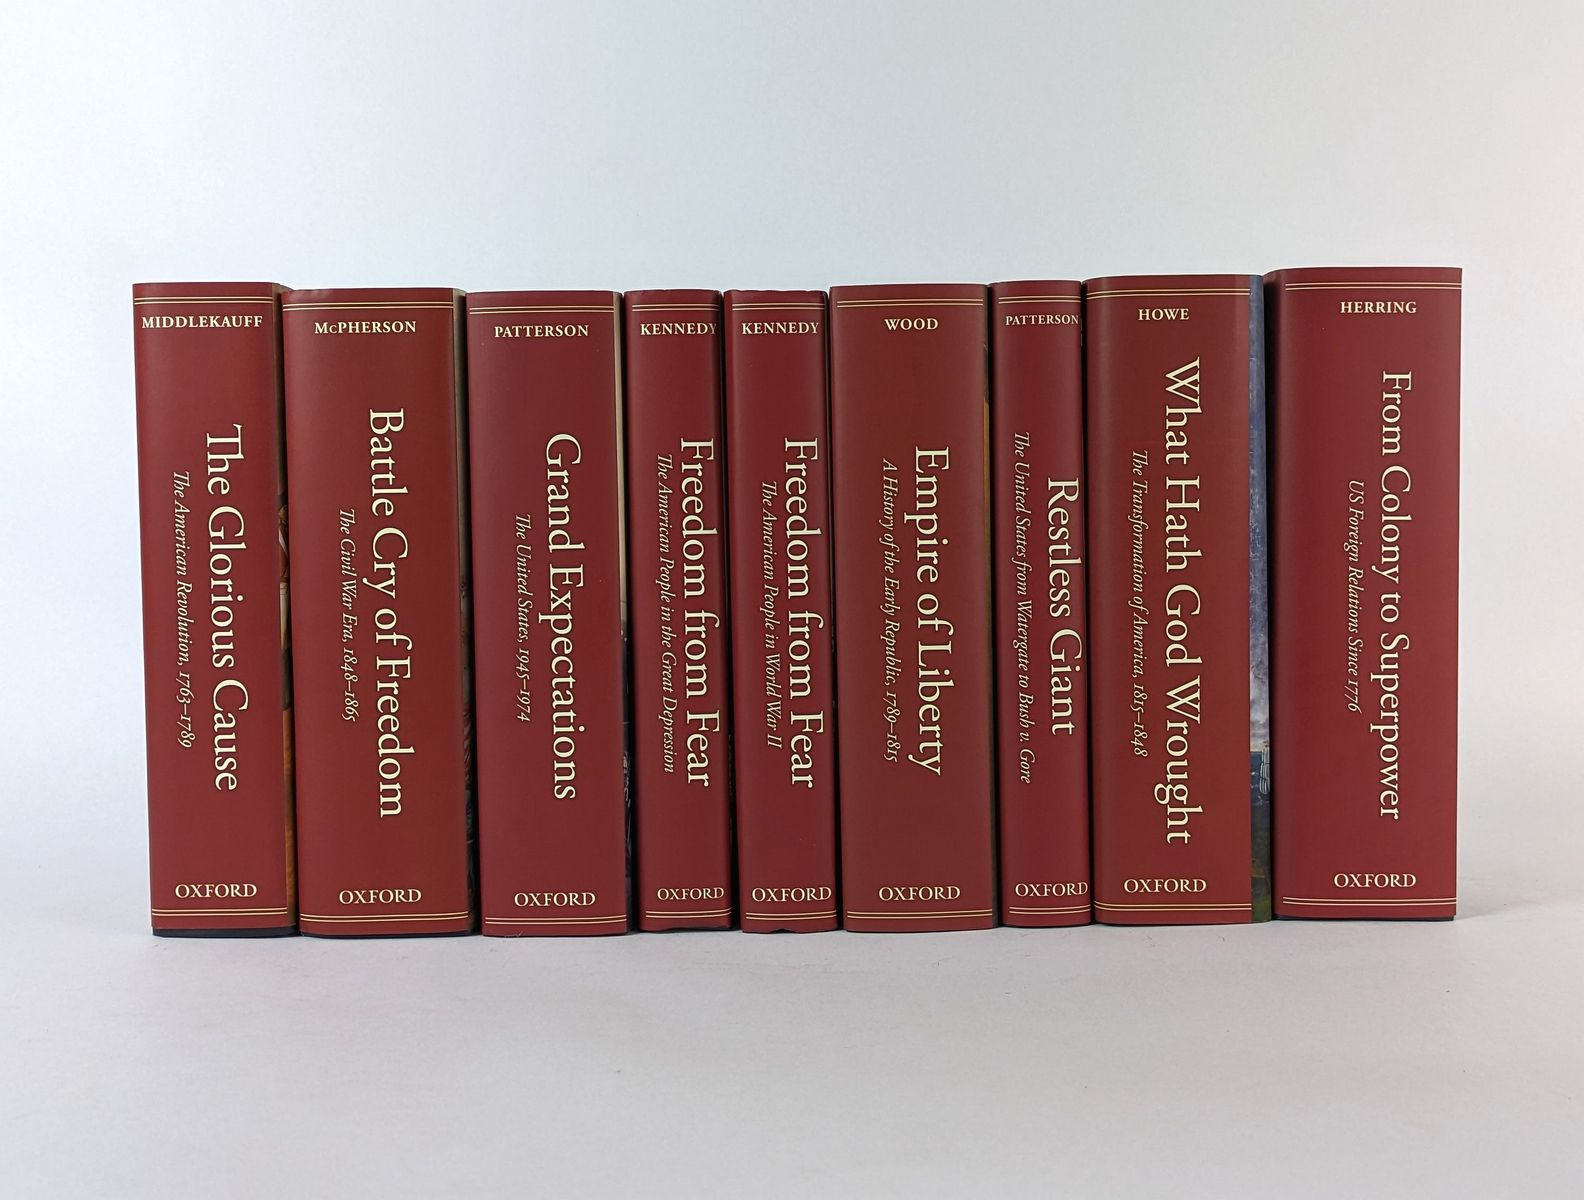 MIDDLEKAUFF
The Glorious Cause
The American Revolution, 1763–1789
OXFORD
McPHERSON
Battle Cry of Freedom
The Civil War Era, 1848–1865
OXFORD
PATTERSON
Grand Expectations
The United States, 1945–1974
OXFORD
KENNEDY
Freedom from Fear
The American People in the Great Depression
OXFORD
KENNEDY
Freedom from Fear
The American People in World War II
OXFORD
WOOD
Empire of Liberty
A History of the Early Republic, 1789–1815
OXFORD
PATTERSON
Restless Giant
The United States from Watergate to Bush v. Gore
OXFORD
HOWE
What Hath God Wrought
The Transformation of America, 1815–1848
OXFORD
HERRING
From Colony to Superpower
US Foreign Relations Since 1776
OXFORD